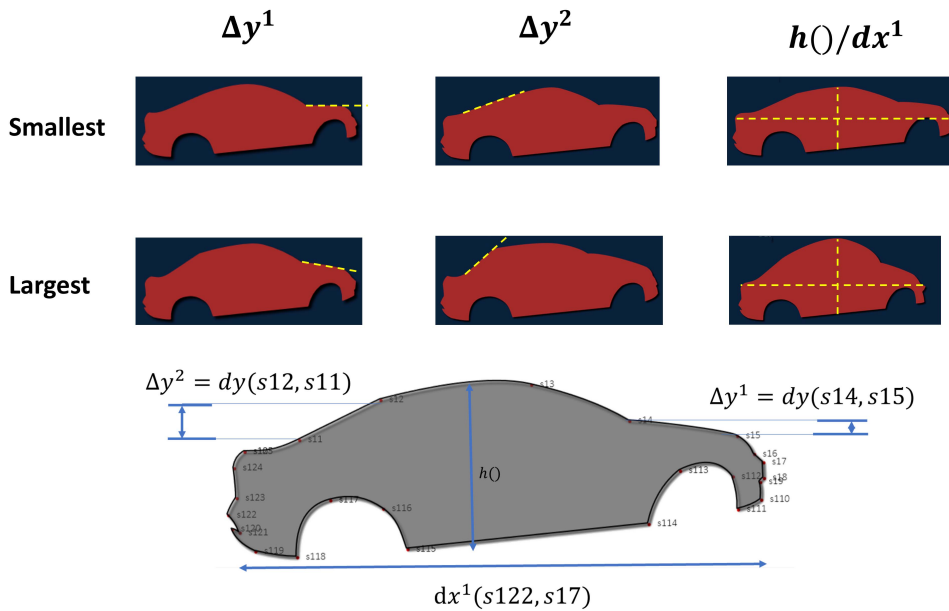 Δy¹ Δy² h()/dx¹
Smallest
Largest
Δy² = dy(s12, s11)
Δy¹ = dy(s14, s15)
s13
s12
s14
s11
s15
s105
s16
s17
s124
s113
s112
s18
s19
h()
s123
s117
s110
s116
s111
s122
s114
s120
s121
s119
s118
s115
dx¹(s122, s17)